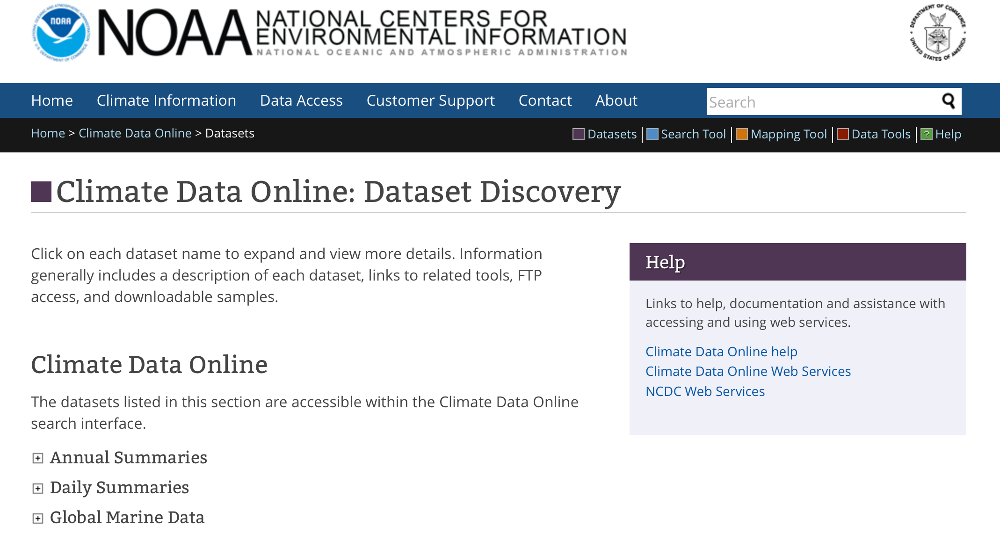 NOAA
NOAA
NATIONAL CENTERS FOR
ENVIRONMENTAL INFORMATION
NATIONAL OCEANIC AND ATMOSPHERIC ADMINISTRATION
DEPARTMENT OF COMMERCE
UNITED STATES OF AMERICA
Home Climate Information Data Access Customer Support Contact About Search
Home > Climate Data Online > Datasets
Datasets | Search Tool | Mapping Tool | Data Tools | ? Help
Climate Data Online: Dataset Discovery
Click on each dataset name to expand and view more details. Information
generally includes a description of each dataset, links to related tools, FTP
access, and downloadable samples.
Help
Links to help, documentation and assistance with
accessing and using web services.
Climate Data Online help
Climate Data Online Web Services
NCDC Web Services
Climate Data Online
The datasets listed in this section are accessible within the Climate Data Online
search interface.
Annual Summaries
Daily Summaries
Global Marine Data